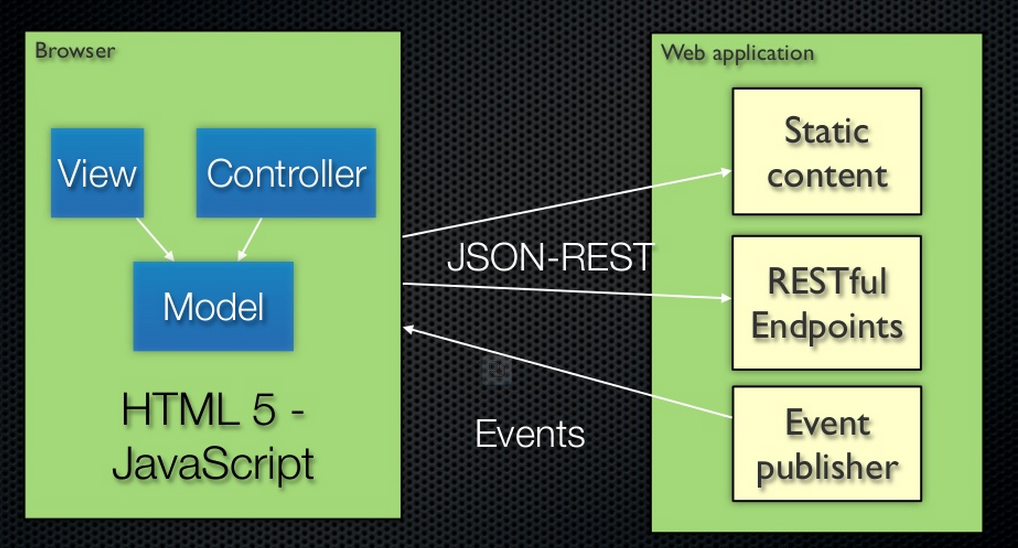 Browser
View
Controller
Model
HTML 5 -
JavaScript
JSON-REST
Events
Web application
Static
content
RESTful
Endpoints
Event
publisher